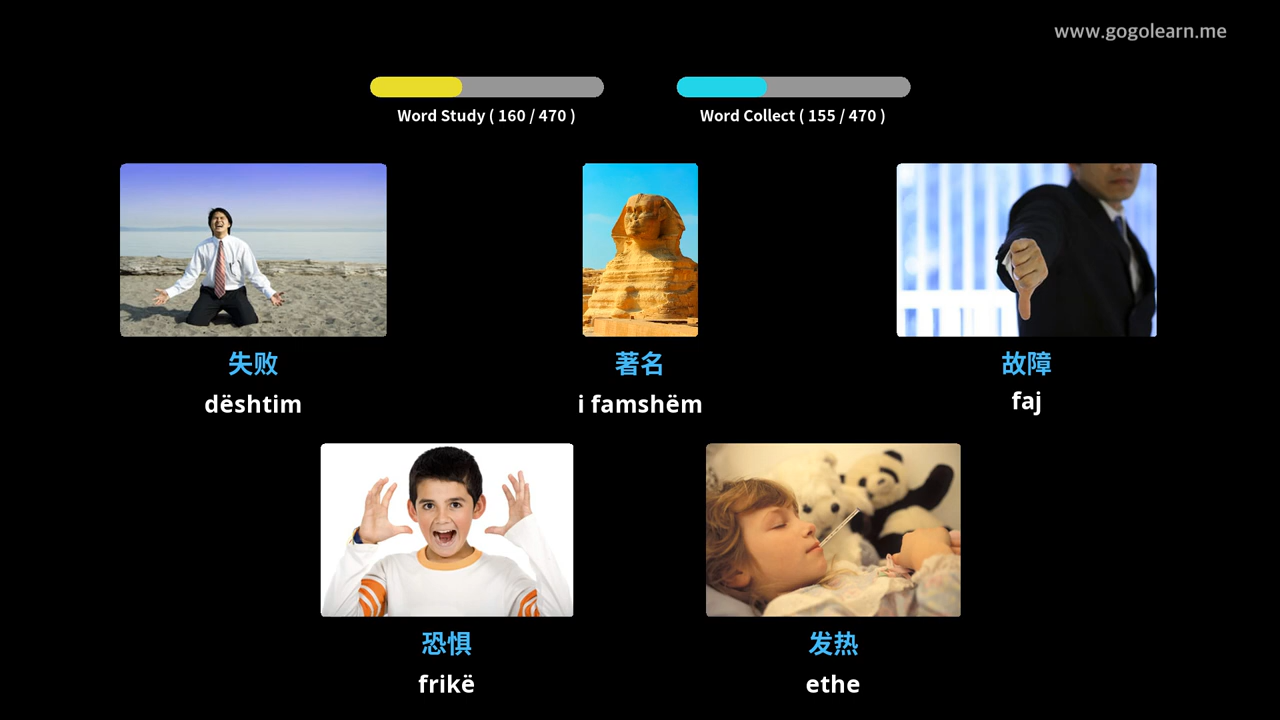 www.gogolearn.me
Word Study ( 160 / 470 )
Word Collect ( 155 / 470 )
失败
著名
故障
dështim
i famshëm
faj
恐惧
发热
frikë
ethe